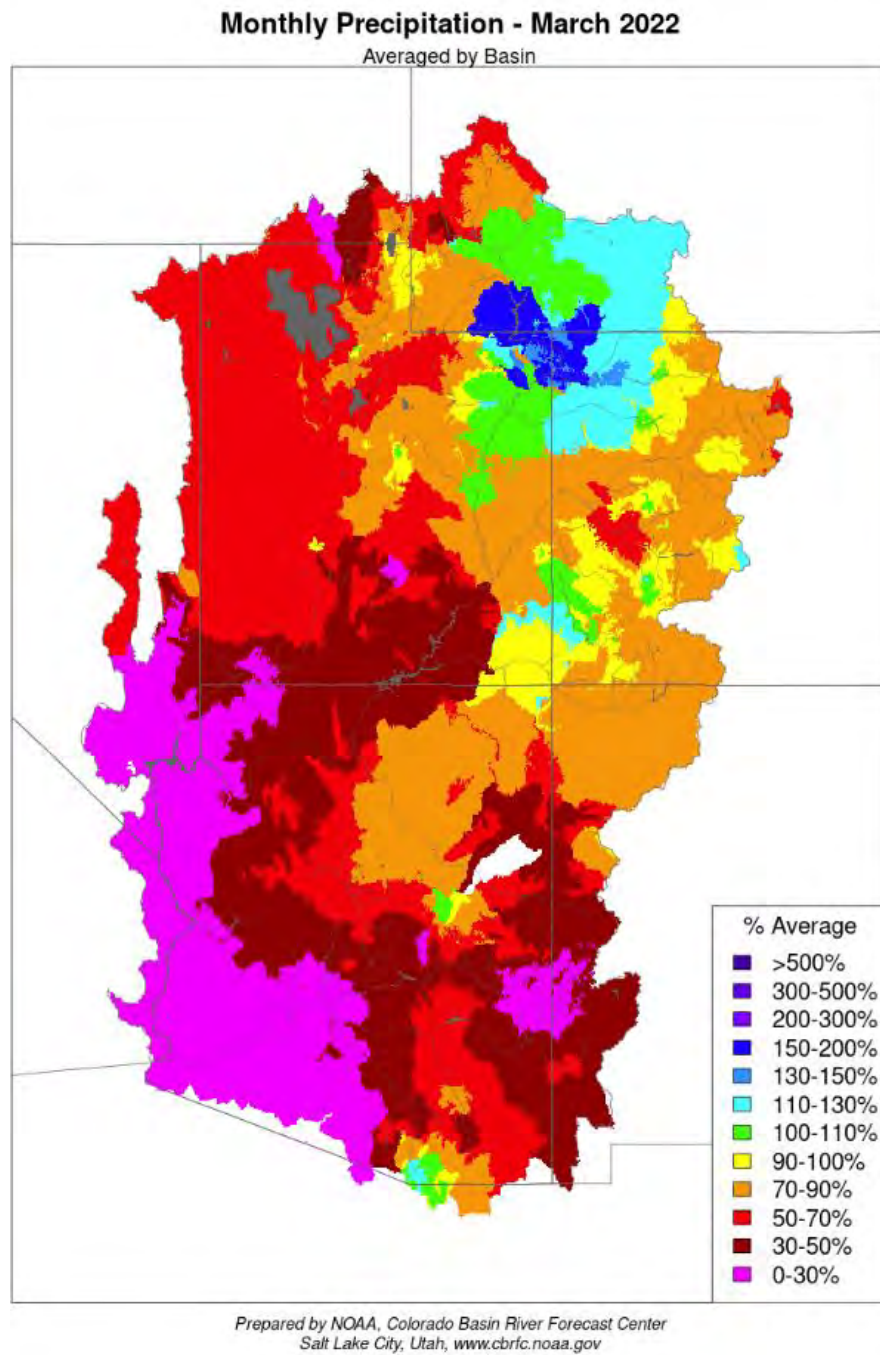 Monthly Precipitation - March 2022
Averaged by Basin
% Average
>500%
300-500%
200-300%
150-200%
130-150%
110-130%
100-110%
90-100%
70-90%
50-70%
30-50%
0-30%
Prepared by NOAA, Colorado Basin River Forecast Center
Salt Lake City, Utah, www.cbrfc.noaa.gov